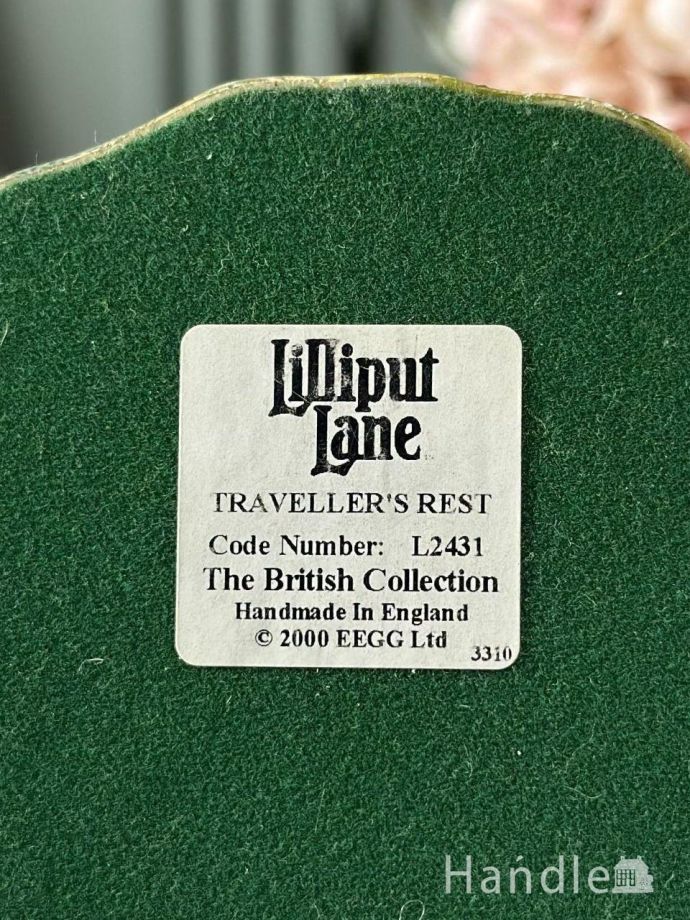 Lilliput
Lane
TRAVELLER'S REST
Code Number: L2431
The British Collection
Handmade In England
© 2000 EEGG Ltd
3310
Handle